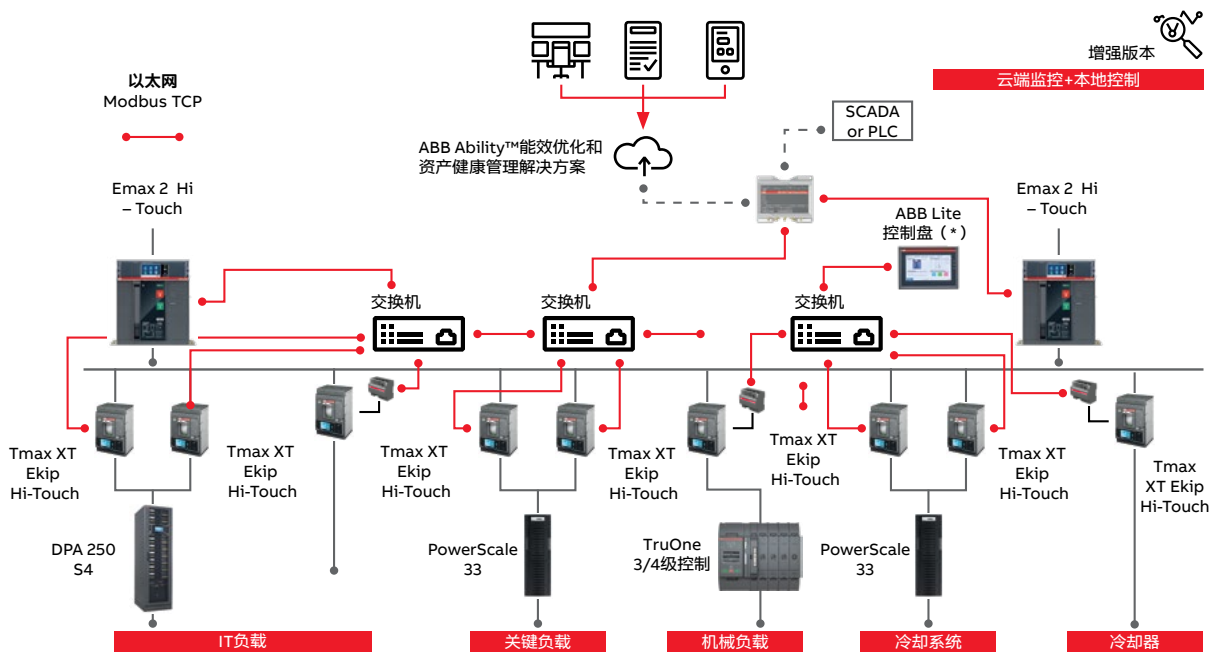 增强版本
云端监控+本地控制
以太网
Modbus TCP
SCADA
or PLC
ABB Ability™能效优化和
资产健康管理解决方案
Emax 2 Hi
– Touch
ABB Lite
控制盘（*）
Emax 2 Hi
– Touch
交换机
交换机
交换机
Tmax XT
Ekip
Hi-Touch
Tmax XT
Ekip
Hi-Touch
Tmax XT
Ekip
Hi-Touch
Tmax XT
Ekip
Hi-Touch
Tmax XT
Ekip
Hi-Touch
Tmax XT
Ekip
Hi-Touch
Tmax
XT Ekip
Hi-Touch
DPA 250
S4
PowerScale
33
TruOne
3/4级控制
PowerScale
33
IT负载
关键负载
机械负载
冷却系统
冷却器